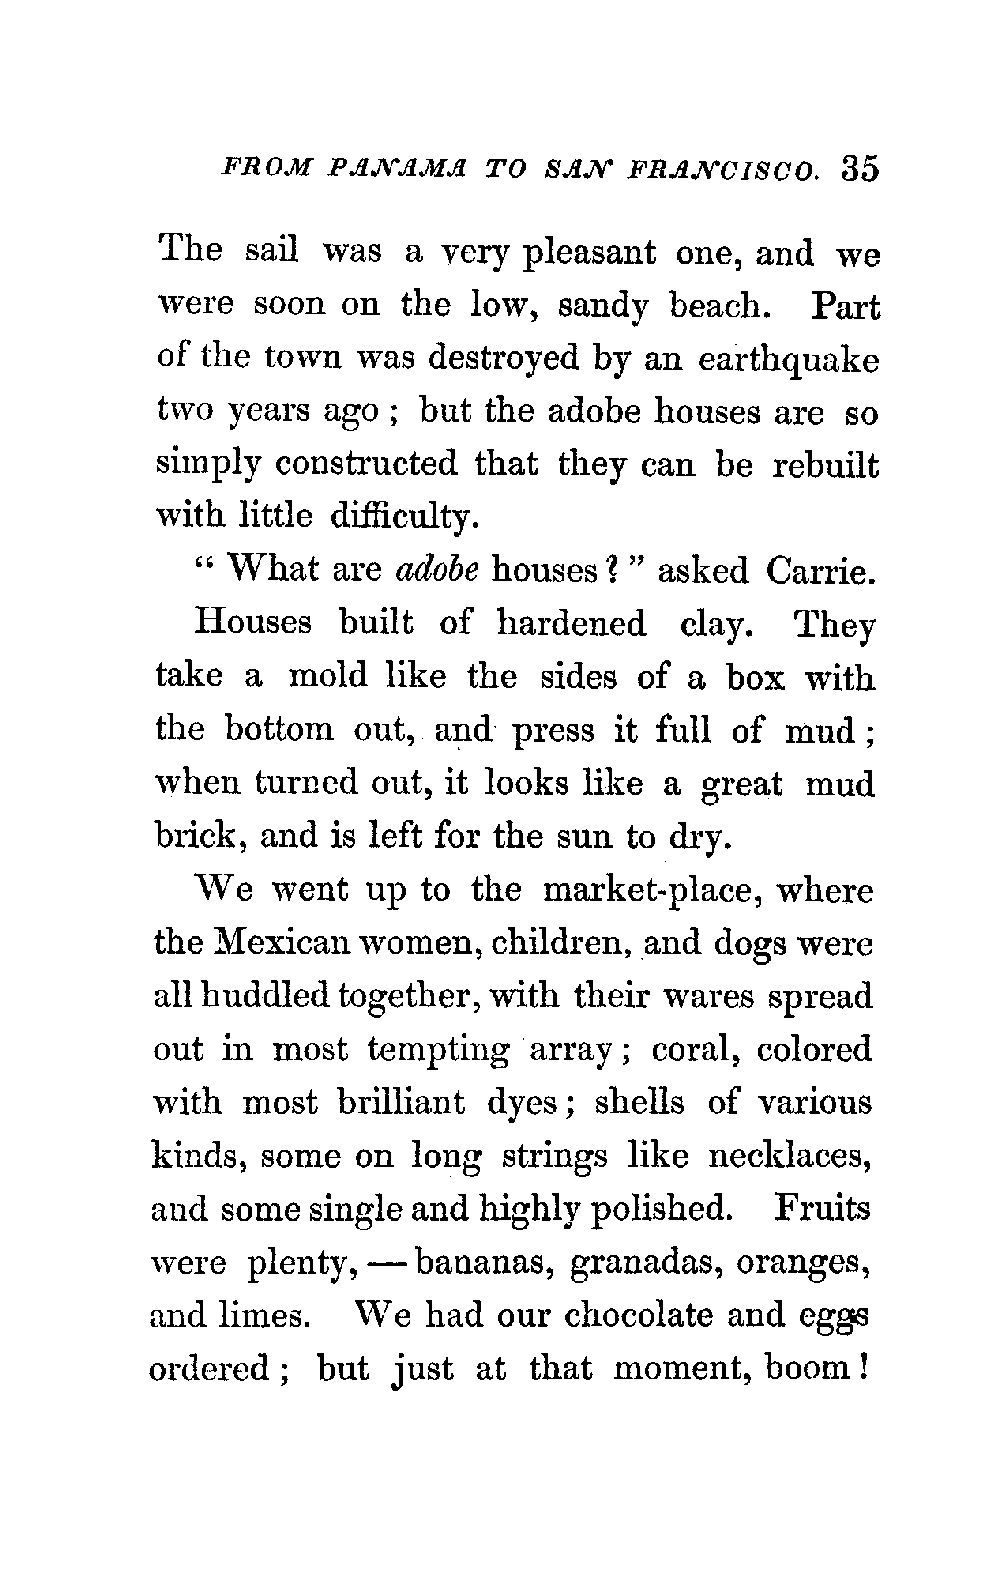 FROM PANAMA TO SAN FRANCISCO. 35
The sail was a very pleasant one, and we
were soon on the low, sandy beach. Part
of the town was destroyed by an earthquake
two years ago ; but the adobe houses are so
simply constructed that they can be rebuilt
with little difficulty.
“ What are adobe houses ? ” asked Carrie.
Houses built of hardened clay. They
take a mold like the sides of a box with
the bottom out, and press it full of mud ;
when turned out, it looks like a great mud
brick, and is left for the sun to dry.
We went up to the market-place, where
the Mexican women, children, and dogs were
all huddled together, with their wares spread
out in most tempting array ; coral, colored
with most brilliant dyes ; shells of various
kinds, some on long strings like necklaces,
and some single and highly polished. Fruits
were plenty, — bananas, granadas, oranges,
and limes. We had our chocolate and eggs
ordered ; but just at that moment, boom !